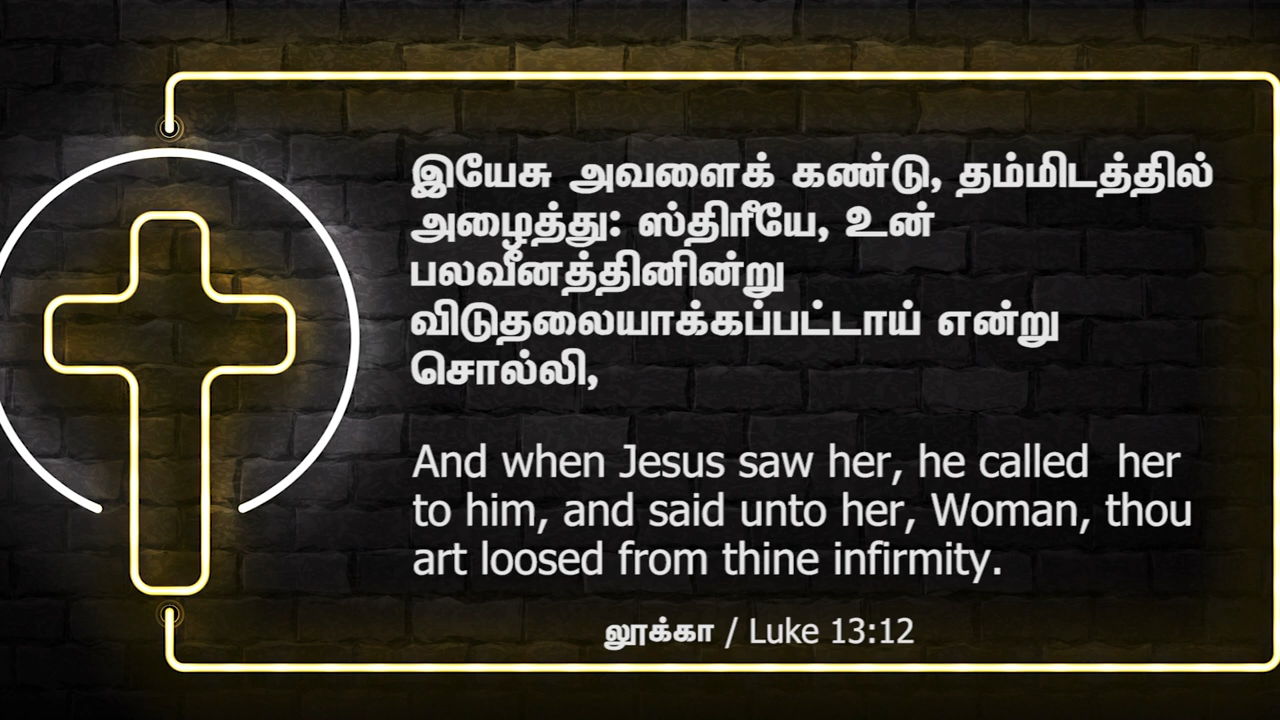 இயேசு அவளைக் கண்டு, தம்மிடத்தில்
அழைத்து: ஸ்திரீயே, உன்
பலவீனத்தினின்று
விடுதலையாக்கப்பட்டாய் என்று
சொல்லி,
And when Jesus saw her, he called  her
to him, and said unto her, Woman, thou
art loosed from thine infirmity.
லூக்கா / Luke 13:12